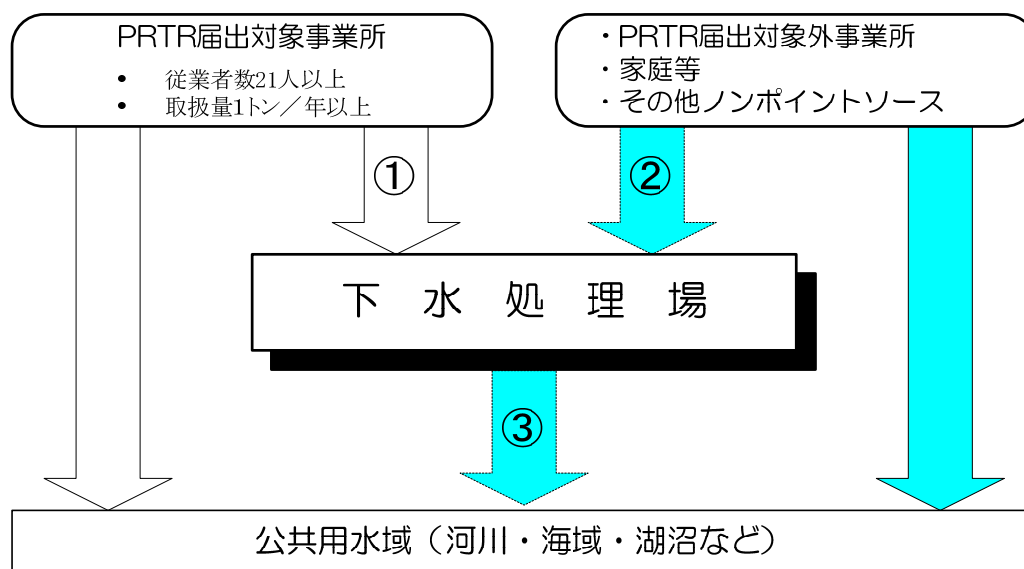 PRTR届出対象事業所
• 従業者数21人以上
• 取扱量1トン／年以上
・PRTR届出対象外事業所
・家庭等
・その他ノンポイントソース
①
②
下水処理場
③
公共用水域（河川・海域・湖沼など）